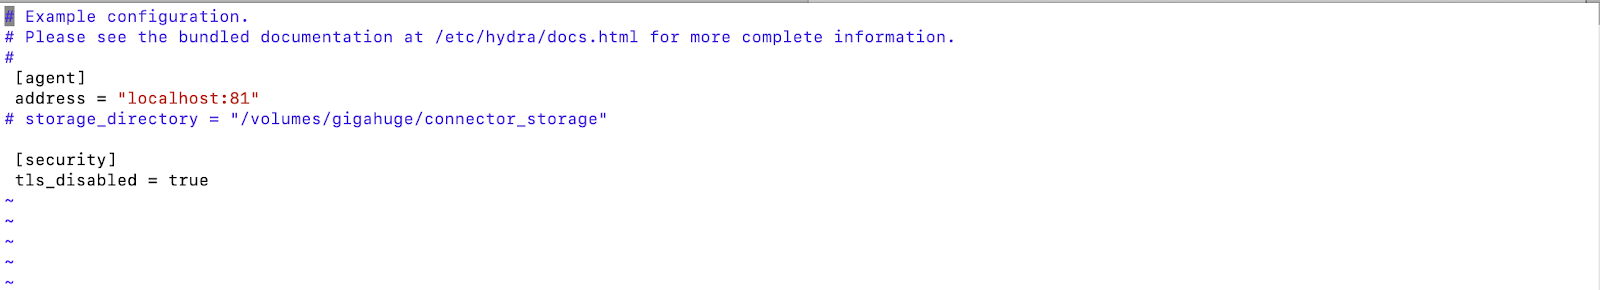 # Example configuration.
# Please see the bundled documentation at /etc/hydra/docs.html for more complete information.
#
[agent]
address = "localhost:81"
# storage_directory = "/volumes/gigahuge/connector_storage"
[security]
tls_disabled = true
~
~
~
~
~